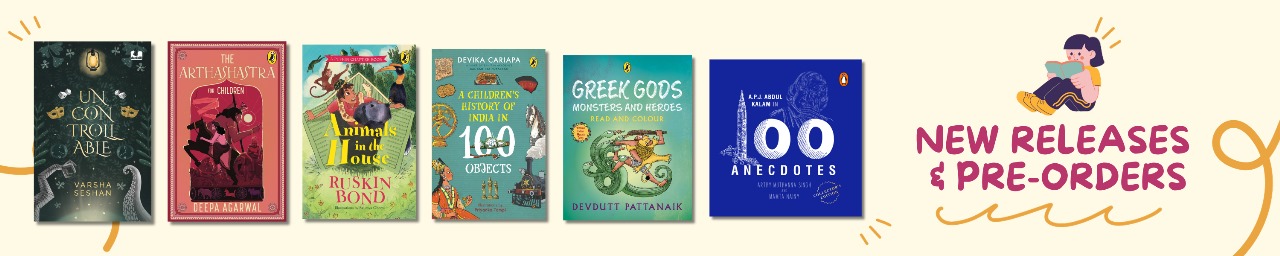 UN
CON
TROLL
ABLE
VARSHA
SESHAN
THE
ARTHASHASTRA
FOR CHILDREN
DEEPA AGARWAL
Animals
in the
House
RUSKIN
BOND
DEVIKA CARIAPA
A CHILDREN'S
HISTORY OF
INDIA IN
100
OBJECTS
GREEK GODS
MONSTERS AND HEROES
READ AND COLOUR
DEVDUTT PATTANAIK
A.P.J. ABDUL
KALAM IN
100
ANECDOTES
NEW RELEASES
& PRE-ORDERS